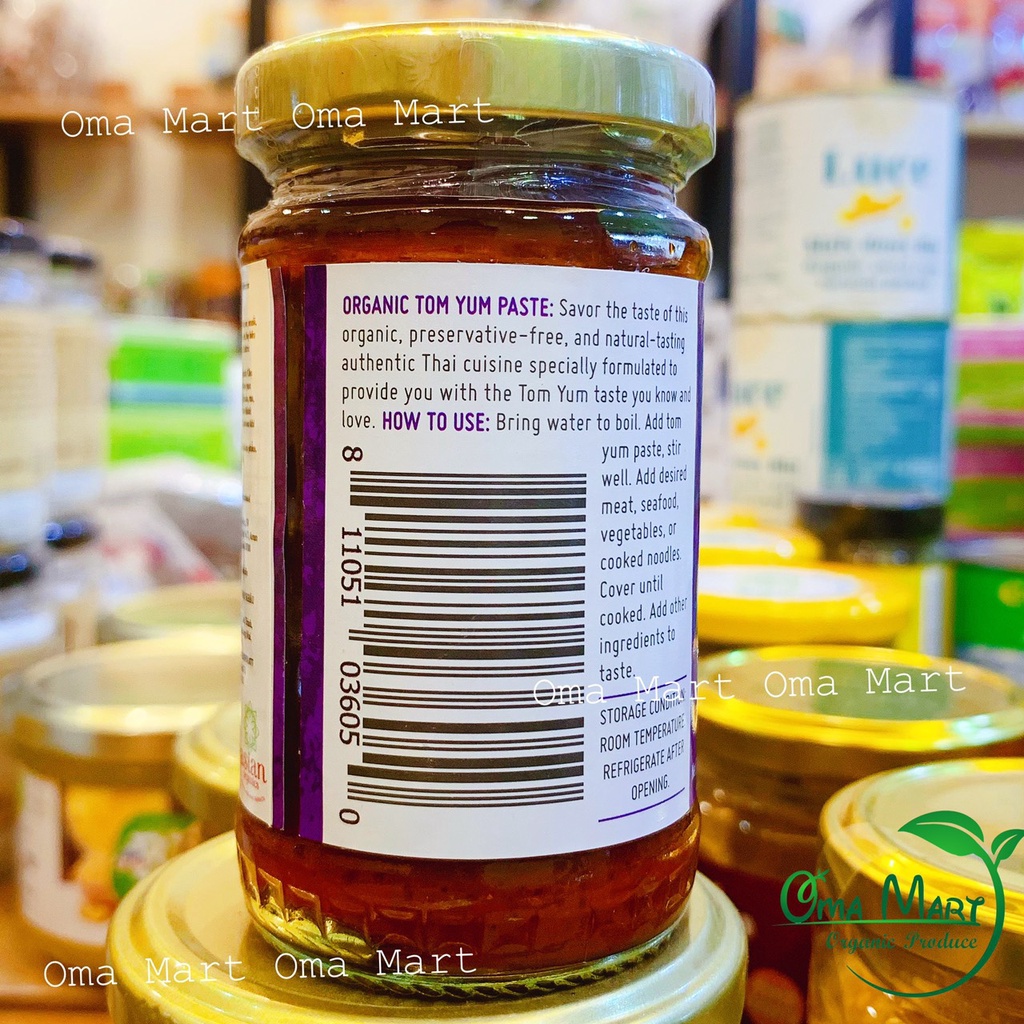 Oma Mart Oma Mart
Luce
ORGANIC TOM YUM PASTE: Savor the taste of this
organic, preservative-free, and natural-tasting
authentic Thai cuisine specially formulated to
provide you with the Tom Yum taste you know and
love. HOW TO USE: Bring water to boil. Add tom
yum paste, stir
well. Add desired
meat, seafood,
vegetables, or
cooked noodles.
Cover until
cooked. Add other
ingredients to
taste.
8 11051 03605 0
Oma Mart Oma Mart
STORAGE CONDITI
ROOM TEMPERATURE
REFRIGERATE AFTER
OPENING.
Oma Mart
Organic Produce
Oma Mart Oma Mart